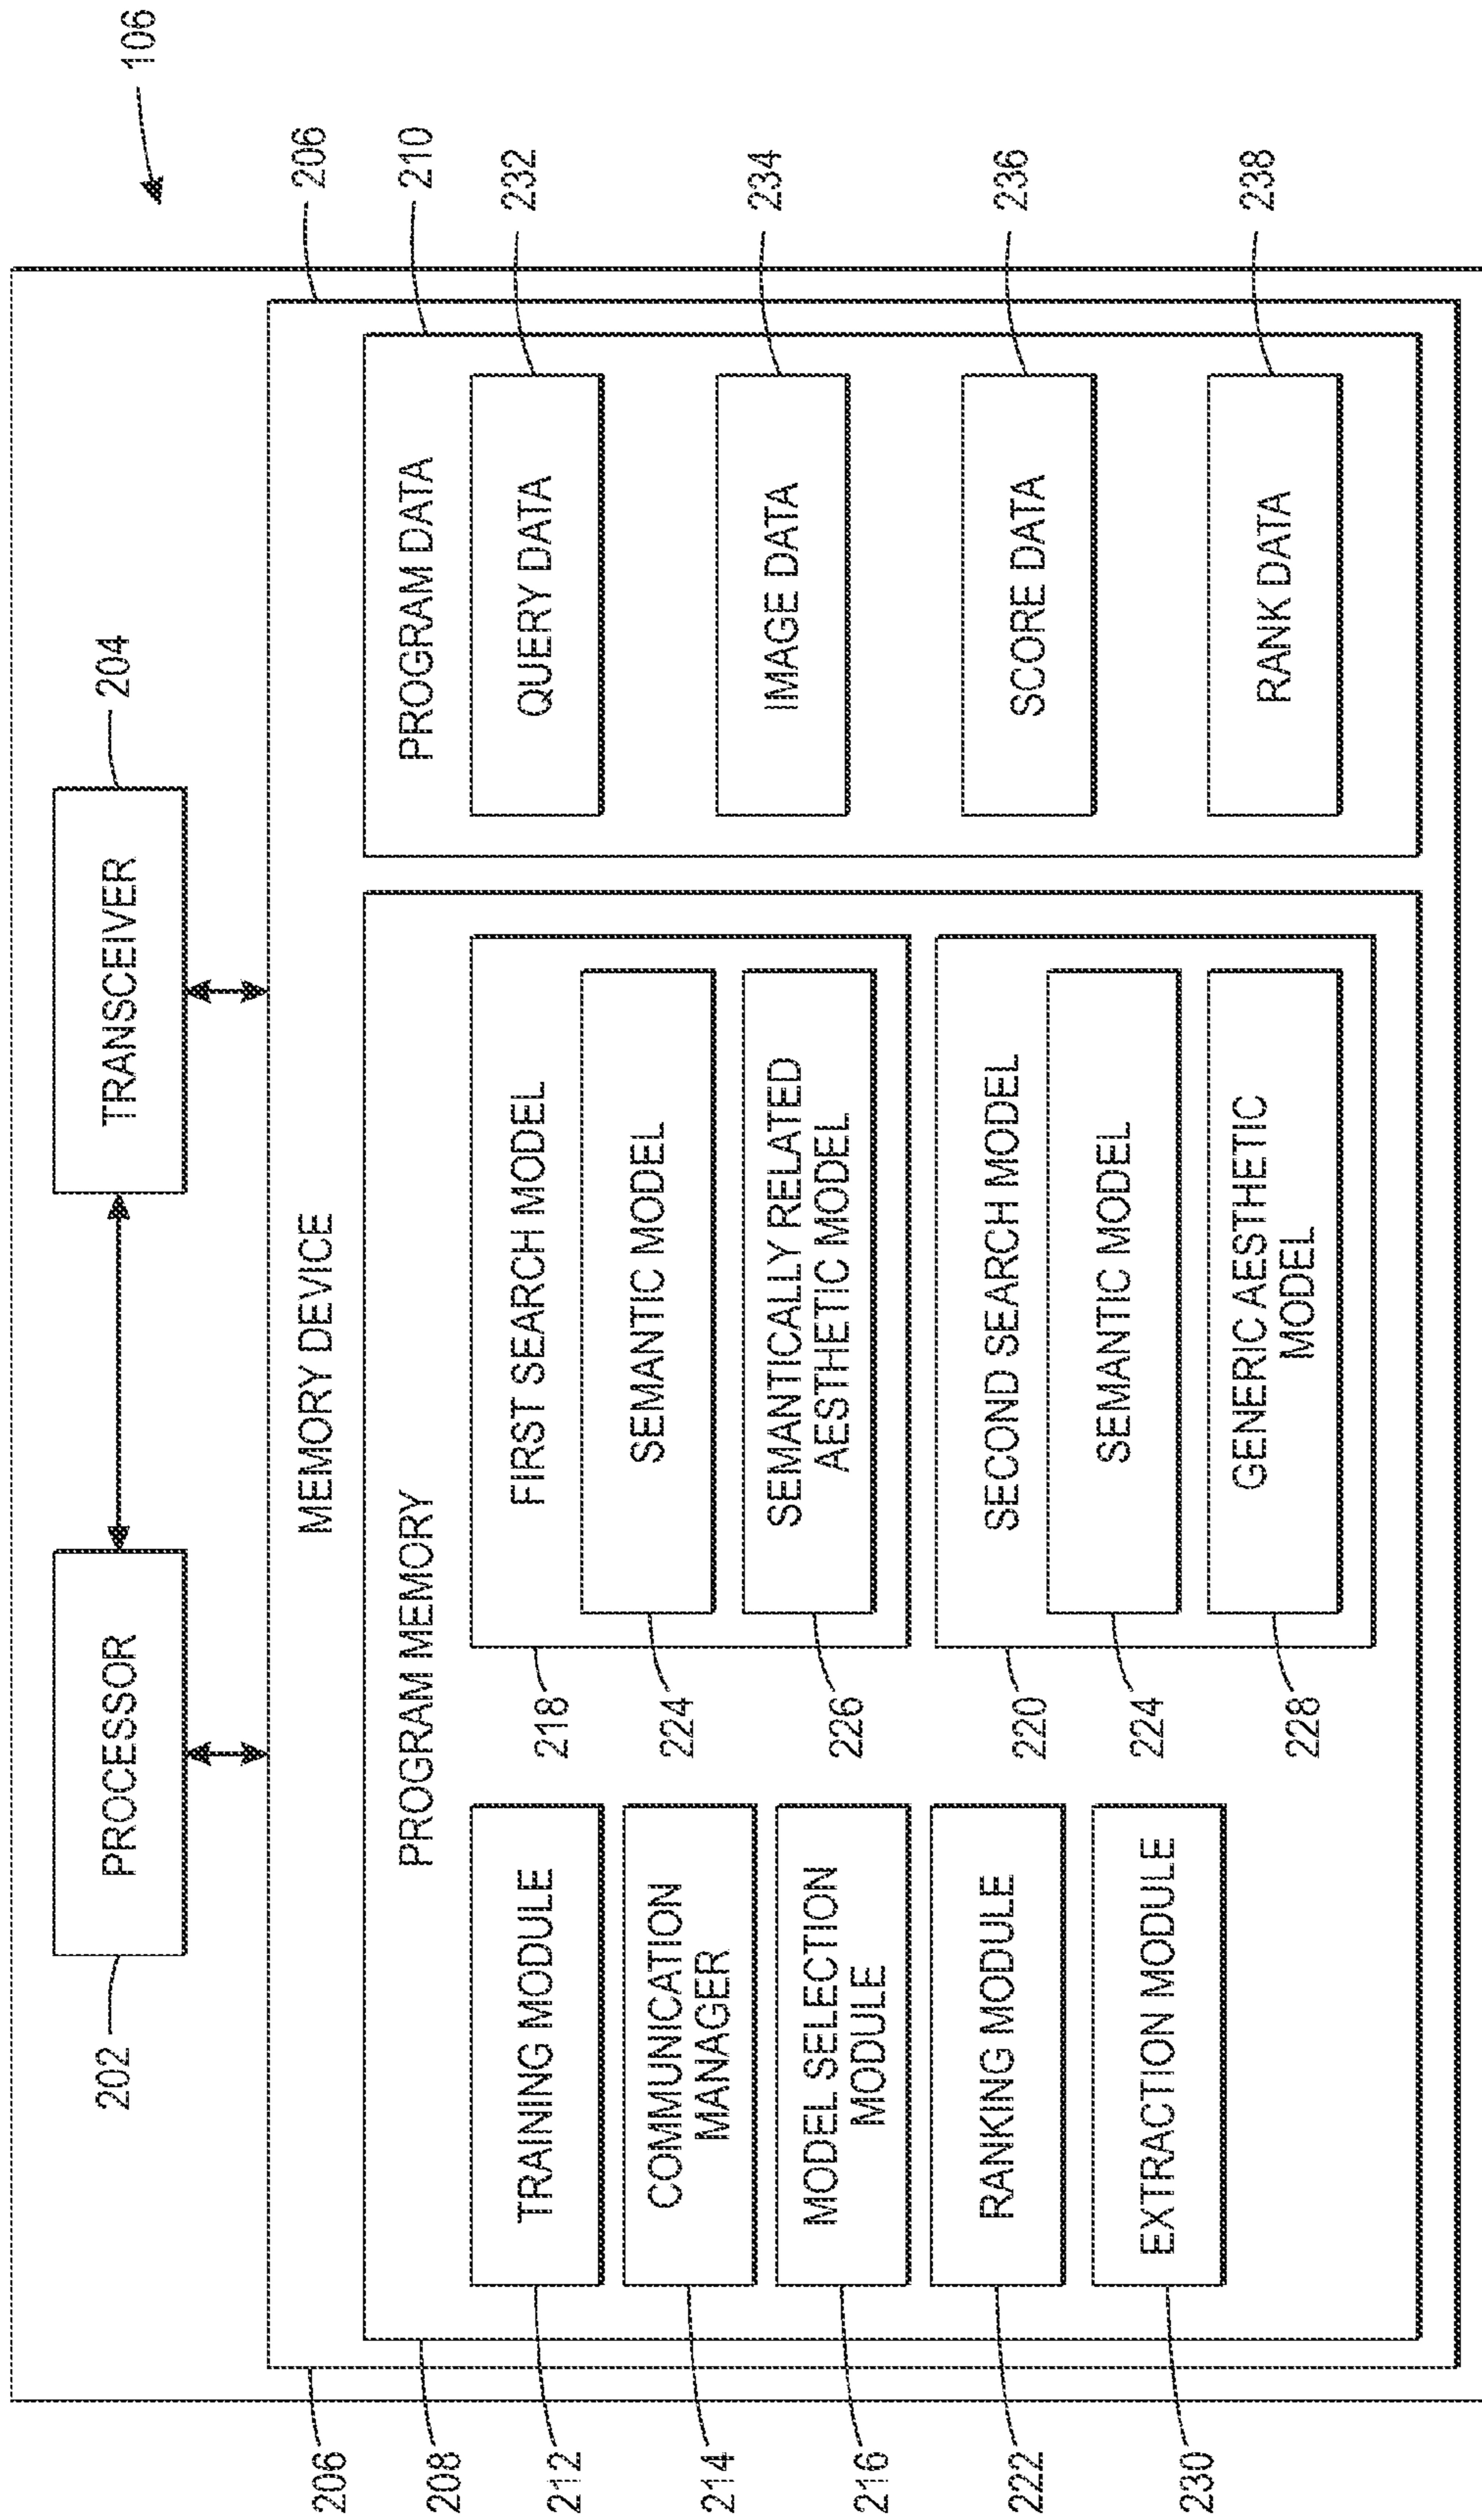 106
202
PROCESSOR
TRANSCEIVER
204
206
MEMORY DEVICE
206
208
PROGRAM MEMORY
212
TRAINING MODULE
214
COMMUNICATION
MANAGER
216
MODEL SELECTION
MODULE
222
RANKING MODULE
230
EXTRACTION MODULE
218
FIRST SEARCH MODEL
224
SEMANTIC MODEL
226
SEMANTICALLY RELATED
AESTHETIC MODEL
220
SECOND SEARCH MODEL
224
SEMANTIC MODEL
228
GENERIC AESTHETIC
MODEL
PROGRAM DATA
210
QUERY DATA
232
IMAGE DATA
234
SCORE DATA
236
RANK DATA
238